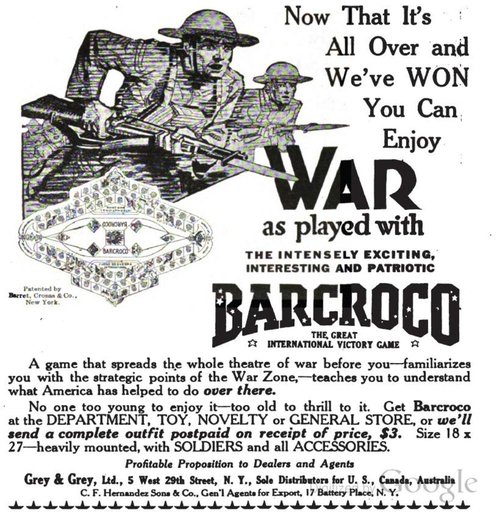 Now That It's
All Over and
We've WON
You Can
Enjoy
WAR
as played with
THE INTENSELY EXCITING,
INTERESTING AND PATRIOTIC
BARCROCO
BARCROCO
Patented by
Barret, Crosas & Co.,
New York.
BARCROCO
THE GREAT
INTERNATIONAL VICTORY GAME
A game that spreads the whole theatre of war before you—familiarizes
you with the strategic points of the War Zone,—teaches you to understand
what America has helped to do over there.
No one too young to enjoy it—too old to thrill to it. Get Barcroco
at the DEPARTMENT, TOY, NOVELTY or GENERAL STORE, or we'll
send a complete outfit postpaid on receipt of price, $3. Size 18 x
27—heavily mounted, with SOLDIERS and all ACCESSORIES.
Profitable Proposition to Dealers and Agents
Grey & Grey, Ltd., 5 West 29th Street, N. Y., Sole Distributors for U. S., Canada, Australia
C. F. Hernandez Sons & Co., Gen'l Agents for Export, 17 Battery Place, N. Y.
Google